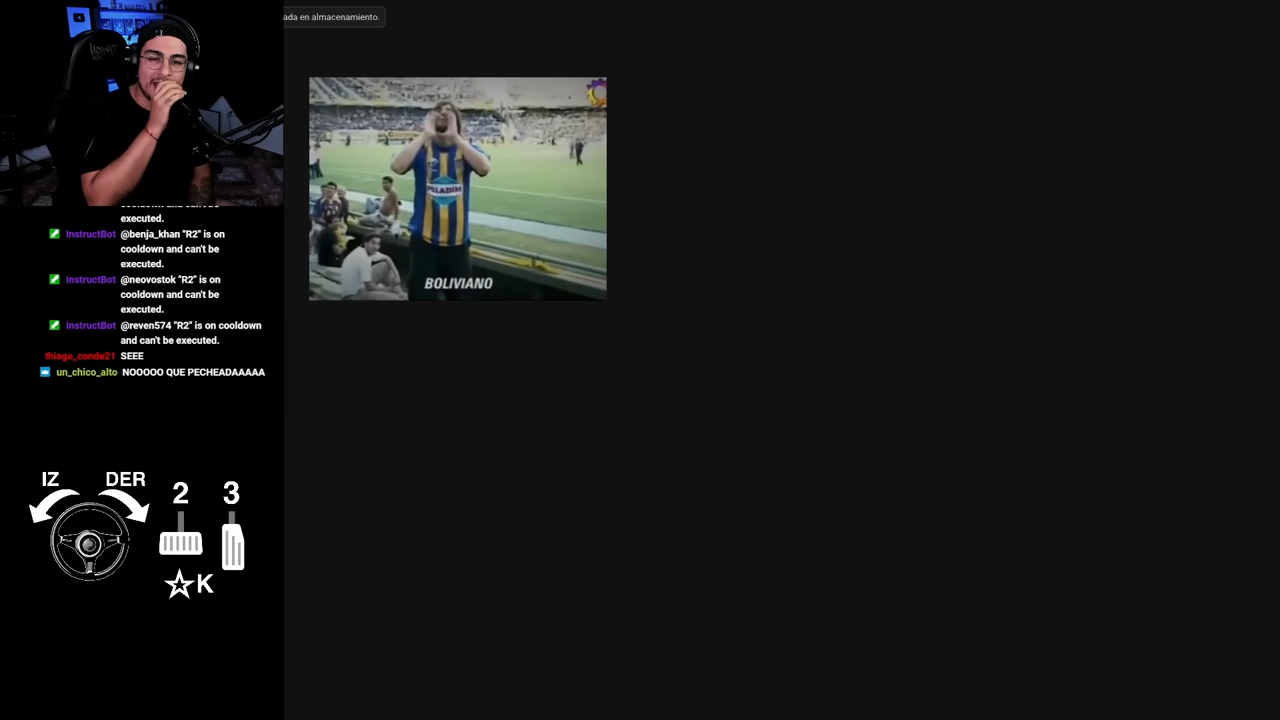 ada en almacenamiento.
PALADINI
BOLIVIANO
executed.
InstructBot @benja_khan "R2" is on
cooldown and can't be
executed.
InstructBot @neovostok "R2" is on
cooldown and can't be
executed.
InstructBot @reven574 "R2" is on cooldown
and can't be executed.
thiago_conde21 SEEE
un_chico_alto NOOOOO QUE PECHEADAAAAA
IZ DER 2 3
K